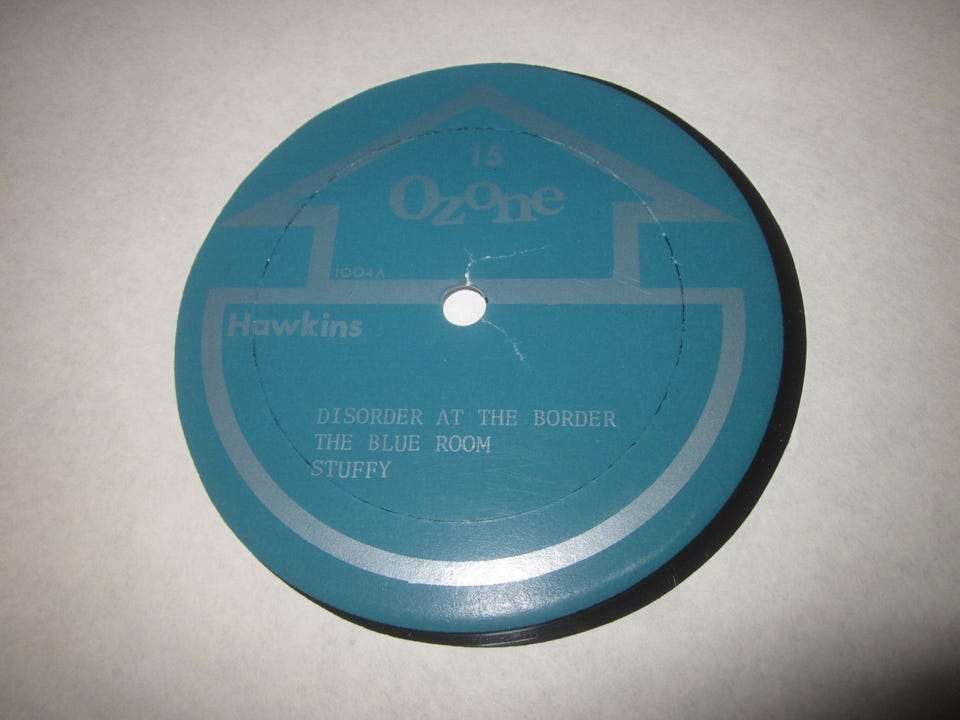 15
Ozone
1004A
Hawkins
DISORDER AT THE BORDER
THE BLUE ROOM
STUFFY